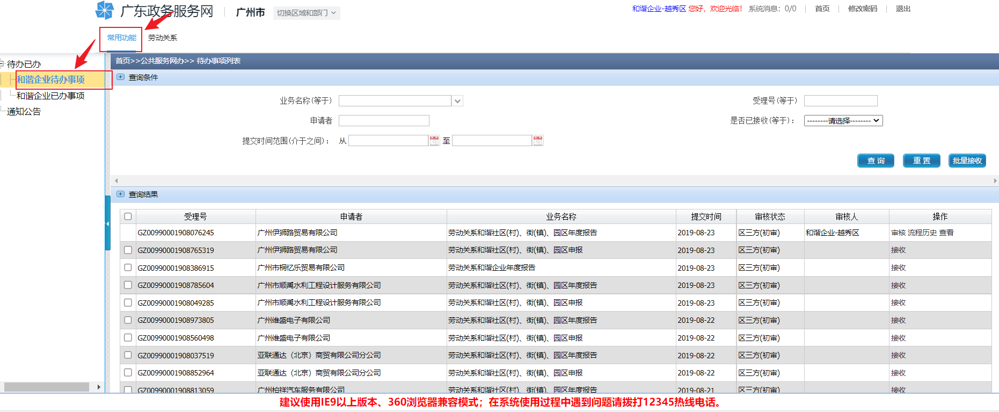 广东政务服务网 广州市 切换区域和部门 和谐企业-越秀区 您好，欢迎光临! 系统消息：0/0 首页 修改密码 退出
常用功能 劳动关系
待办已办
和谐企业待办事项
和谐企业已办事项
通知公告
首页>>公共服务网办>> 待办事项列表
查询条件
业务名称(等于) 受理号(等于)
申请者 是否已接收(等于)： --------请选择--------
提交时间范围(介于之间)： 从 至
查 询 重 置 批量接收
查询结果
受理号 申请者 业务名称 提交时间 审核状态 审核人 操作
GZ00990001908076245 广州伊狮路贸易有限公司 劳动关系和谐社区(村)、街(镇)、园区年度报告 2019-08-23 区三方(初审) 和谐企业-越秀区 审核 流程历史 查看
GZ00990001908765319 广州伊狮路贸易有限公司 劳动关系和谐社区(村)、街(镇)、园区申报 2019-08-23 区三方(初审) 接收
GZ00990001908386915 广州市桐忆乐贸易有限公司 劳动关系和谐企业年度报告 2019-08-23 区三方(初审) 接收
GZ00990001908785604 广州市顺禹水利工程设计服务有限公司 劳动关系和谐社区(村)、街(镇)、园区年度报告 2019-08-23 区三方(初审) 接收
GZ00990001908049285 广州市顺禹水利工程设计服务有限公司 劳动关系和谐社区(村)、街(镇)、园区申报 2019-08-23 区三方(初审) 接收
GZ00990001908973805 广州维盛电子有限公司 劳动关系和谐社区(村)、街(镇)、园区年度报告 2019-08-22 区三方(初审) 接收
GZ00990001908560498 广州维盛电子有限公司 劳动关系和谐社区(村)、街(镇)、园区申报 2019-08-22 区三方(初审) 接收
GZ00990001908037519 亚联通达（北京）商贸有限公司分公司 劳动关系和谐社区(村)、街(镇)、园区年度报告 2019-08-22 区三方(初审) 接收
GZ00990001908852964 亚联通达（北京）商贸有限公司分公司 劳动关系和谐社区(村)、街(镇)、园区申报 2019-08-22 区三方(初审) 接收
GZ00990001908813059 广州柏祥汽车服务有限公司 劳动关系和谐社区(村)、街(镇)、园区年度报告 2019-08-21 区三方(初审) 接收
建议使用IE9以上版本、360浏览器兼容模式；在系统使用过程中遇到问题请拨打12345热线电话。